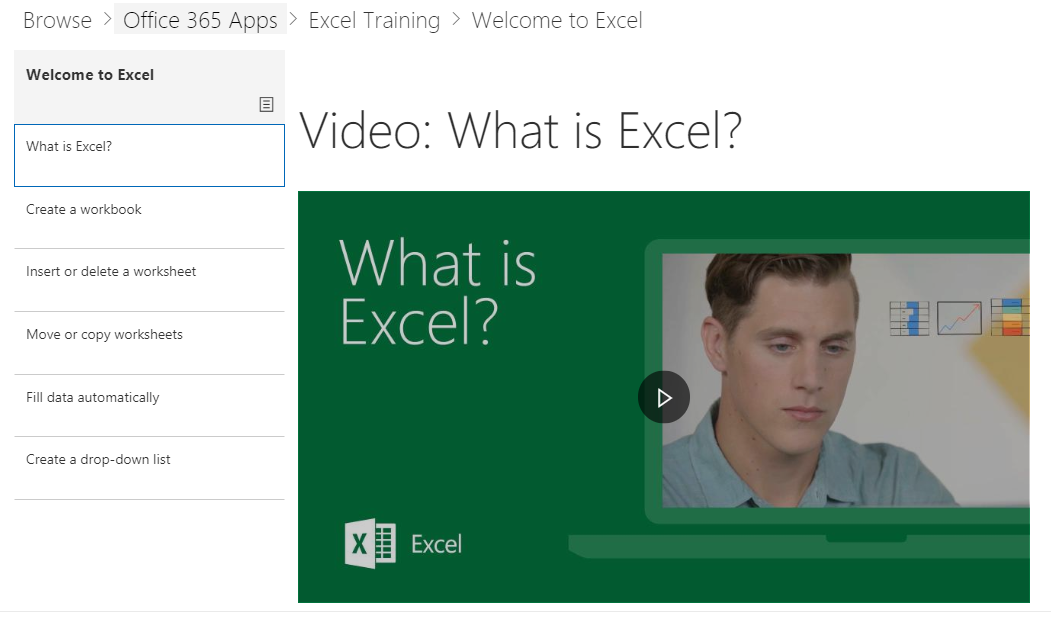 Browse > Office 365 Apps > Excel Training > Welcome to Excel
Welcome to Excel
What is Excel?
Create a workbook
Insert or delete a worksheet
Move or copy worksheets
Fill data automatically
Create a drop-down list
Video: What is Excel?
What is
Excel?
X Excel